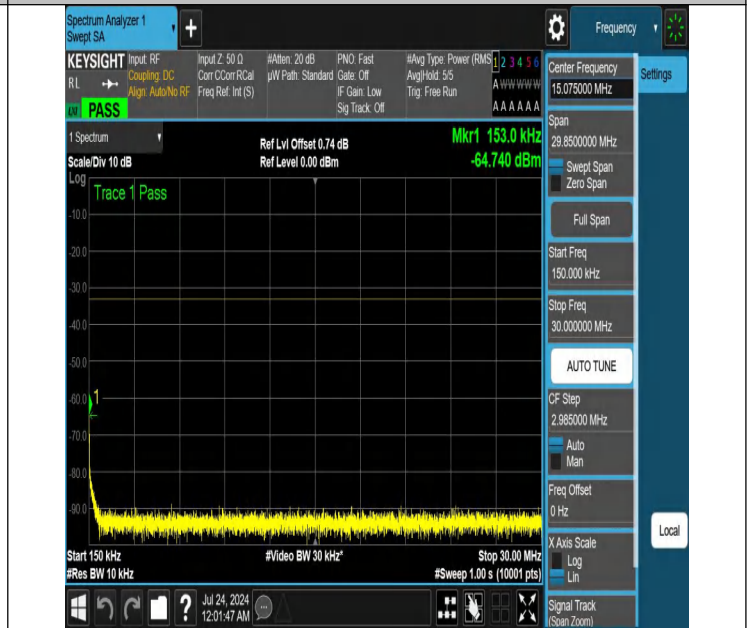 Spectrum Analyzer 1
Swept SA
+
Frequency
KEYSIGHT
RL
PASS
Input: RF
Coupling: DC
Align: Auto/No RF
Input Z: 50 Ω
Corr CCorr RCal
Freq Ref: Int (S)
#Atten: 20 dB
µW Path: Standard
PNO: Fast
Gate: Off
IF Gain: Low
Sig Track: Off
#Avg Type: Power (RMS
Avg|Hold: 5/5
Trig: Free Run
1 2 3 4 5 6
A W W W W W
A A A A A A
1 Spectrum
Scale/Div 10 dB
Ref Lvl Offset 0.74 dB
Ref Level 0.00 dBm
Mkr1 153.0 kHz
-64.740 dBm
Log
Trace 1 Pass
-10.0
-20.0
-30.0
-40.0
-50.0
-60.0
1
-70.0
-80.0
-90.0
Start 150 kHz
#Res BW 10 kHz
#Video BW 30 kHz*
Stop 30.00 MHz
#Sweep 1.00 s (10001 pts)
Center Frequency
15.075000 MHz
Settings
Span
29.8500000 MHz
Swept Span
Zero Span
Full Span
Start Freq
150.000 kHz
Stop Freq
30.000000 MHz
AUTO TUNE
CF Step
2.985000 MHz
Auto
Man
Freq Offset
0 Hz
X Axis Scale
Log
Lin
Signal Track
(Span Zoom)
Local
?
Jul 24, 2024
12:01:47 AM